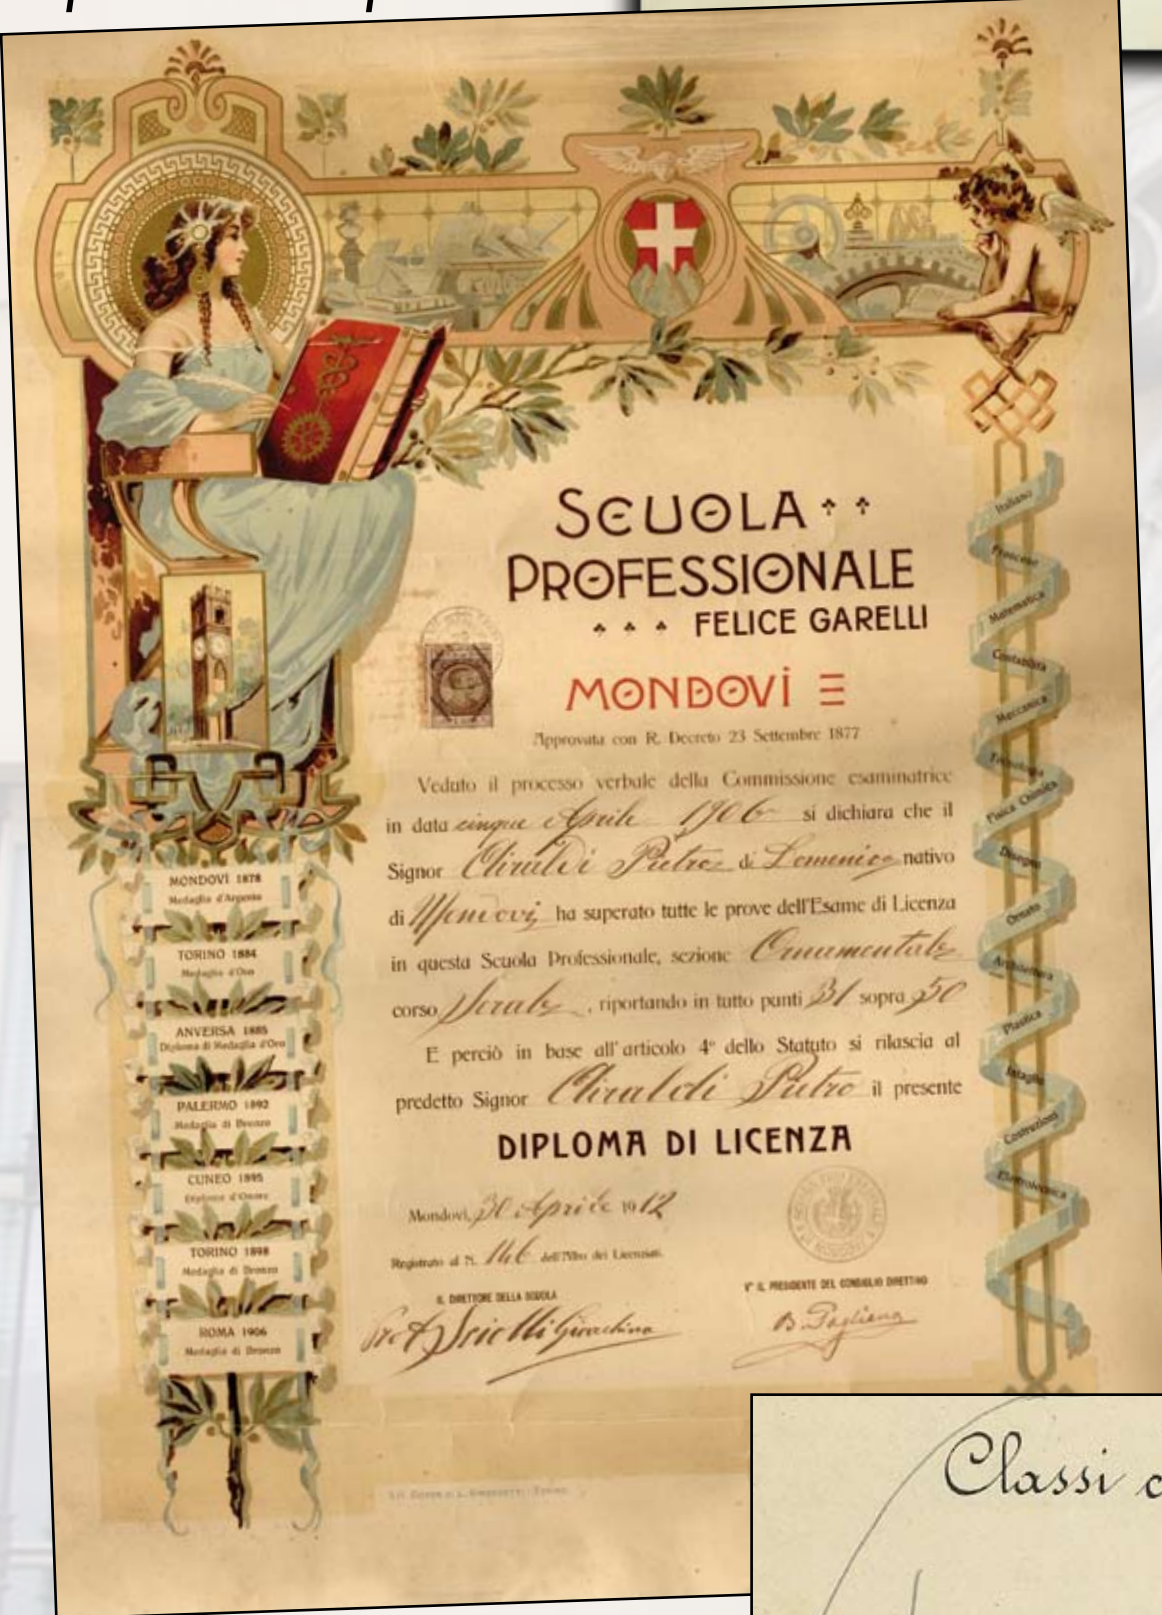 SCUOLA
PROFESSIONALE
FELICE GARELLI
MONDOVÌ
Approvata con R. Decreto 23 Settembre 1877
Veduto il processo verbale della Commissione esaminatrice
in data cinque Aprile 1906 si dichiara che il
Signor Pietro di Domenico nativo
di Mondovì ha superato tutte le prove dell'Esame di Licenza
in questa Scuola Professionale, sezione Ornamentale
corso Serale, riportando in tutto punti 31 sopra 50
E perciò in base all'articolo 4º dello Statuto si rilascia al
predetto Signor Pietro il presente
DIPLOMA DI LICENZA
Mondovì, 30 Aprile 1912
Registrato al N. 146 dell'Albo dei Licenziati.
IL DIRETTORE DELLA SCUOLA
Vº IL PRESIDENTE DEL CONSIGLIO DIRETTIVO
MONDOVÌ 1878
Medaglia d'Argento
TORINO 1884
Medaglia d'Oro
ANVERSA 1885
Diploma di Medaglia d'Oro
PALERMO 1892
Medaglia di Bronzo
CUNEO 1895
Diploma d'Onore
TORINO 1898
Medaglia di Bronzo
ROMA 1906
Medaglia di Bronzo
Italiano
Francese
Matematica
Contabilità
Meccanica
Tecnologia
Fisica Chimica
Disegno
Ornato
Architettura
Plastica
Intaglio
Costruzioni
Elettrotecnica
Classi